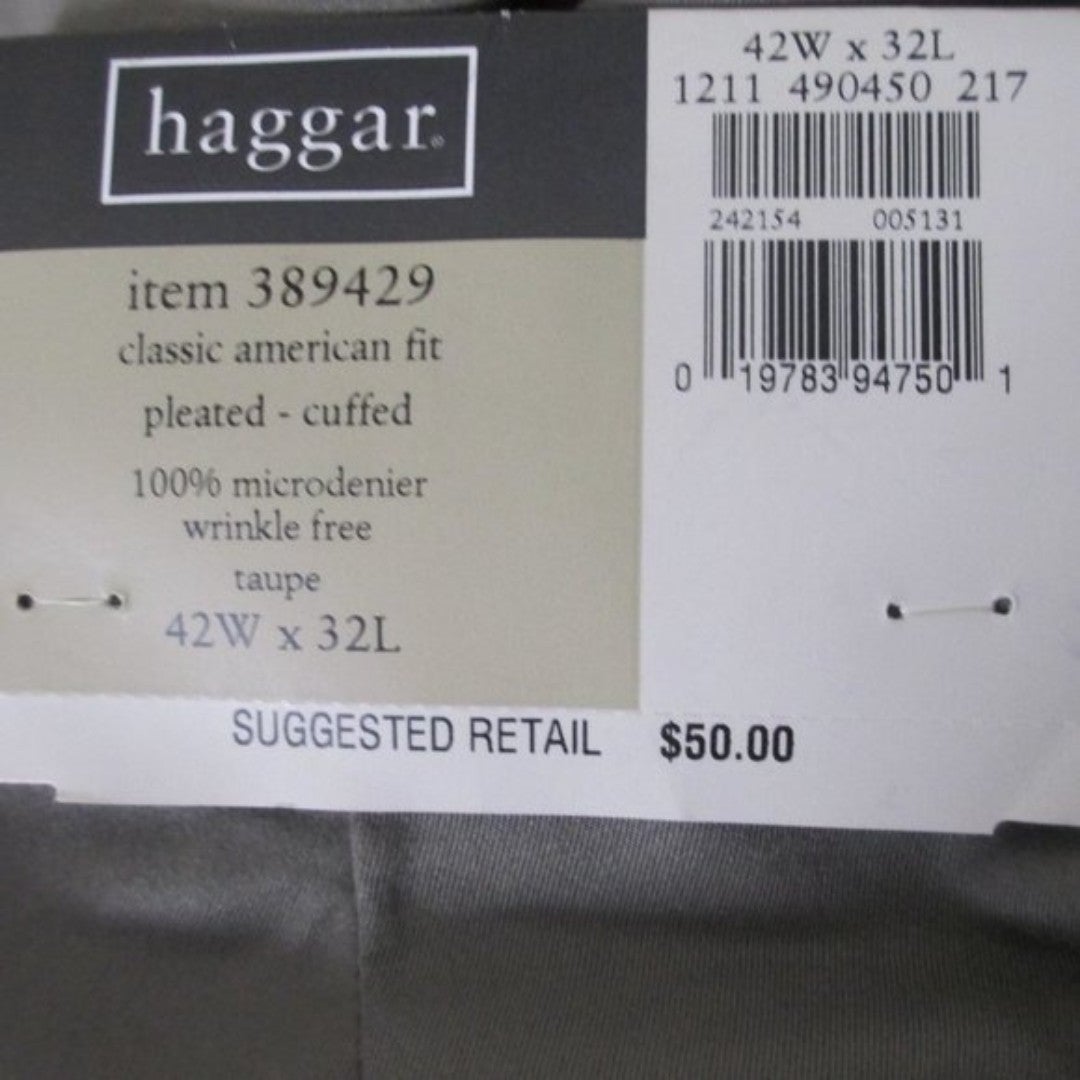 haggar®
item 389429
classic american fit
pleated - cuffed
100% microdenier
wrinkle free
taupe
42W x 32L
42W x 32L
1211 490450 217
242154 005131
0 19783 94750 1
SUGGESTED RETAIL $50.00